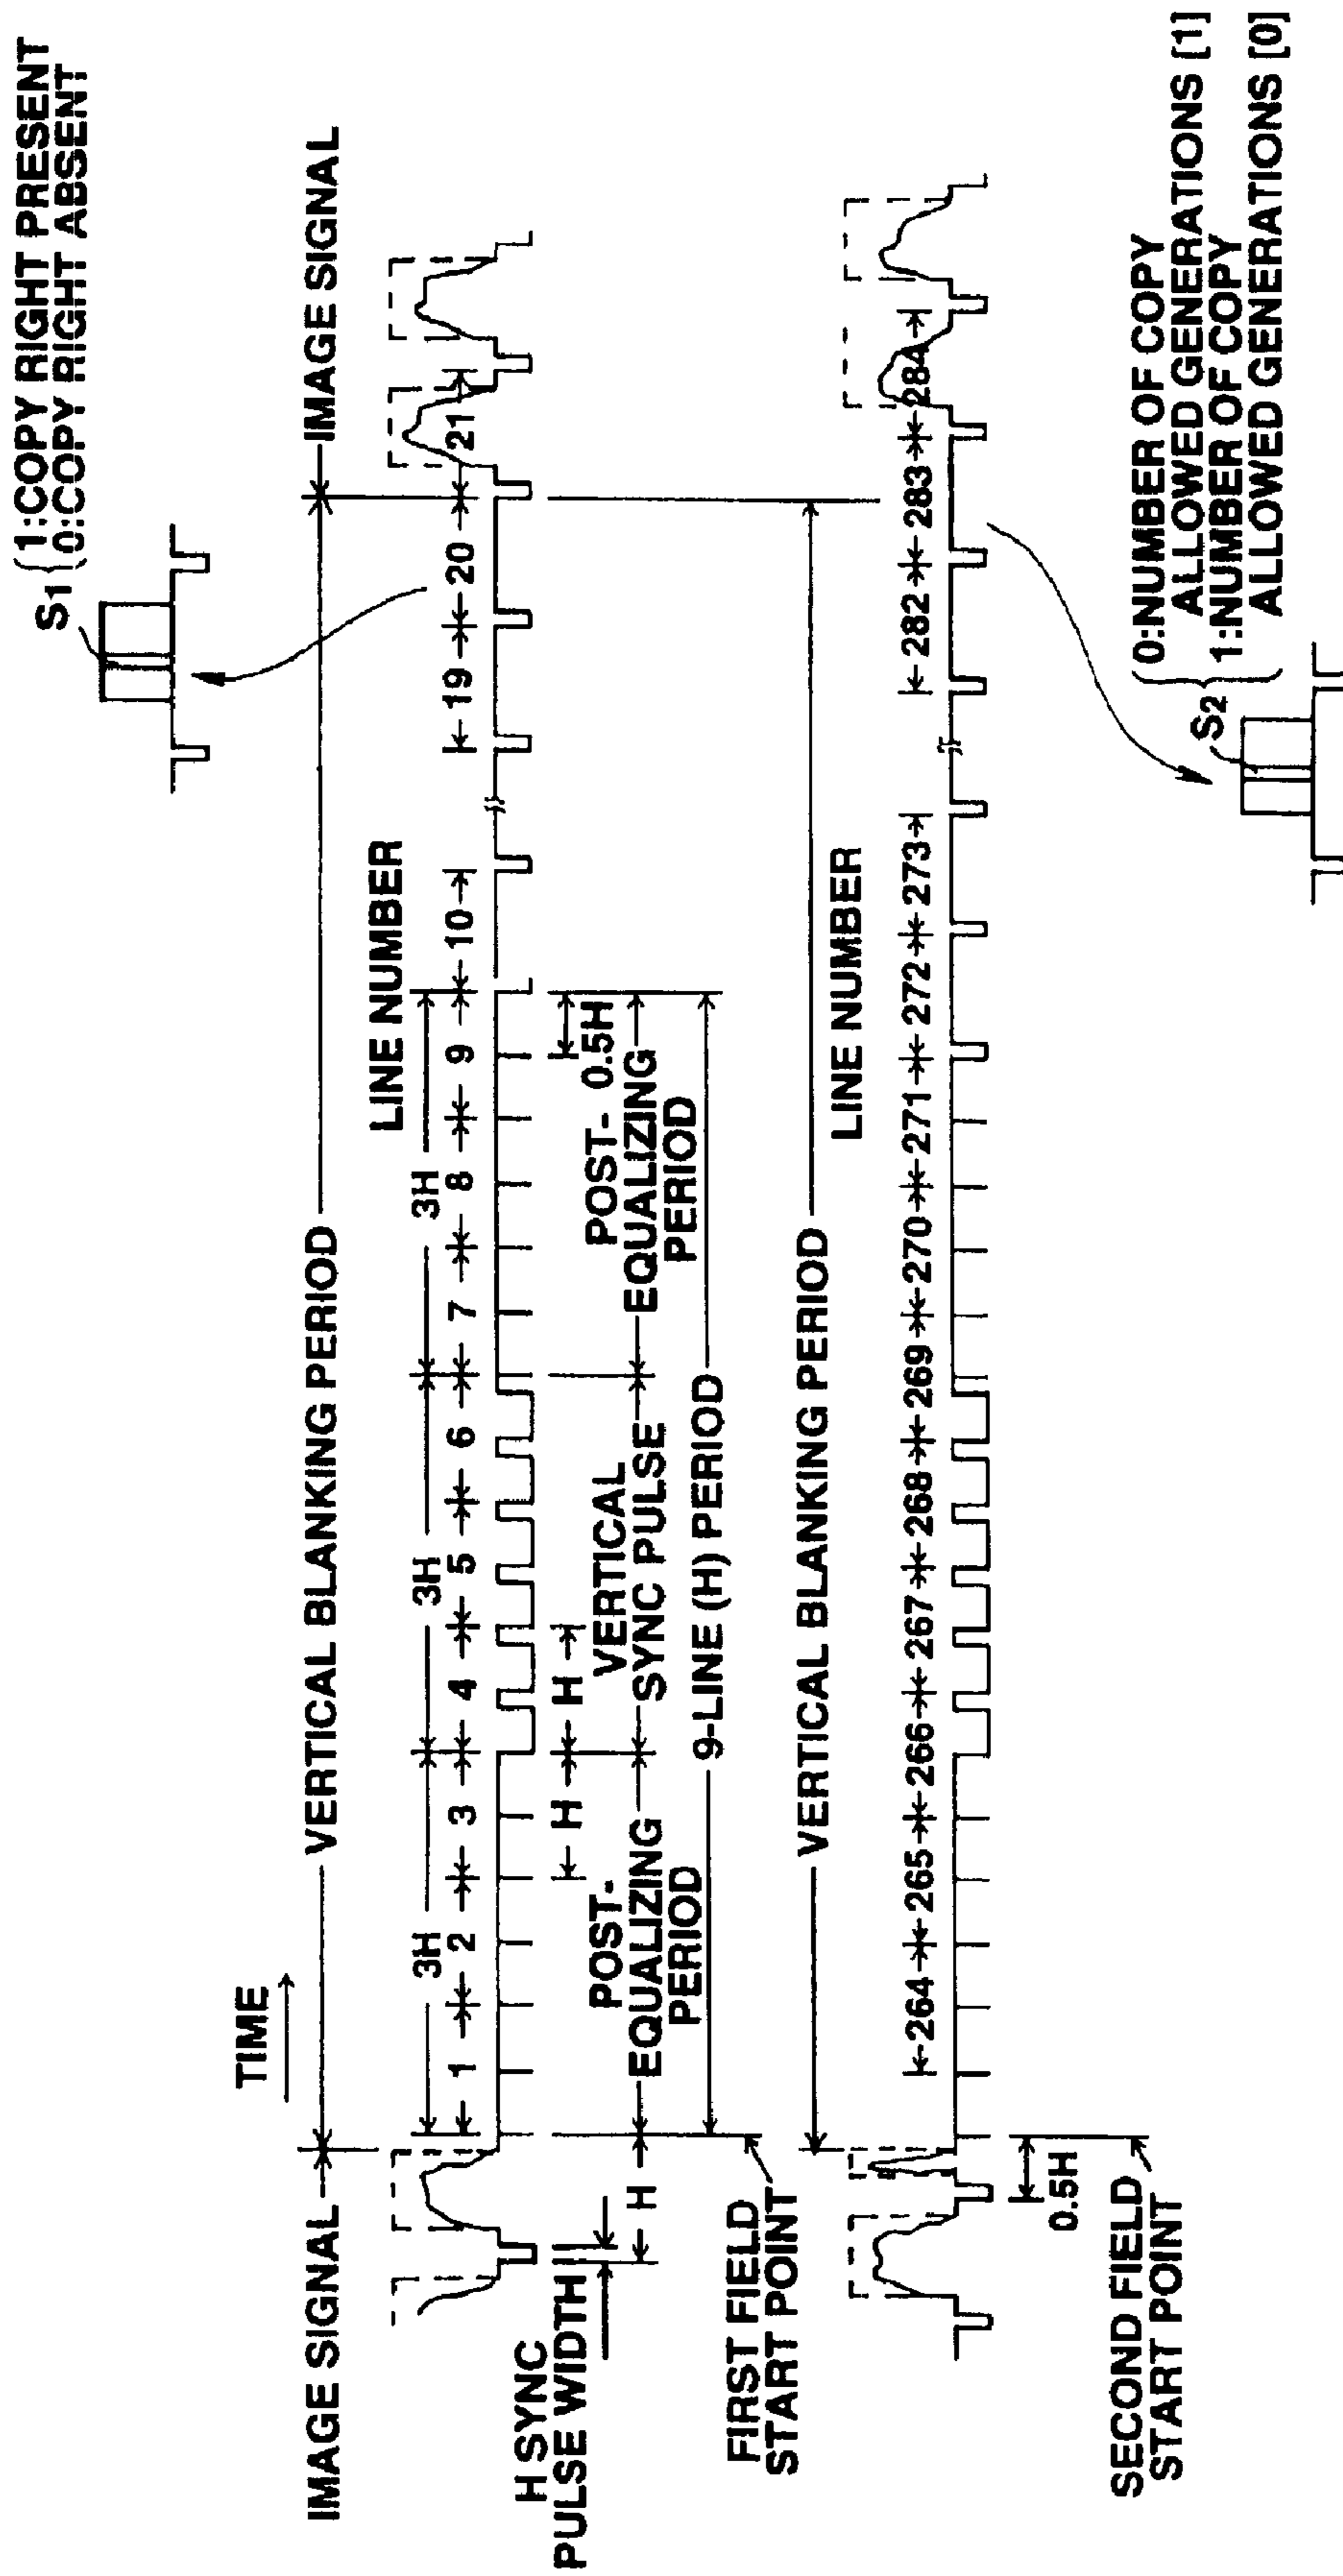 S1 { 1:COPY RIGHT PRESENT
0:COPY RIGHT ABSENT
TIME
IMAGE SIGNAL
VERTICAL BLANKING PERIOD
IMAGE SIGNAL
LINE NUMBER
3H
3H
3H
1 2 3 4 5 6 7 8 9 10 19 20 21
H SYNC
PULSE WIDTH
H
H
H
0.5H
POST-
EQUALIZING
PERIOD
VERTICAL
SYNC PULSE
POST-
EQUALIZING
PERIOD
9-LINE (H) PERIOD
FIRST FIELD
START POINT
VERTICAL BLANKING PERIOD
LINE NUMBER
264 265 266 267 268 269 270 271 272 273 282 283 284
0.5H
SECOND FIELD
START POINT
S2 { 0:NUMBER OF COPY
ALLOWED GENERATIONS [1]
1:NUMBER OF COPY
ALLOWED GENERATIONS [0]